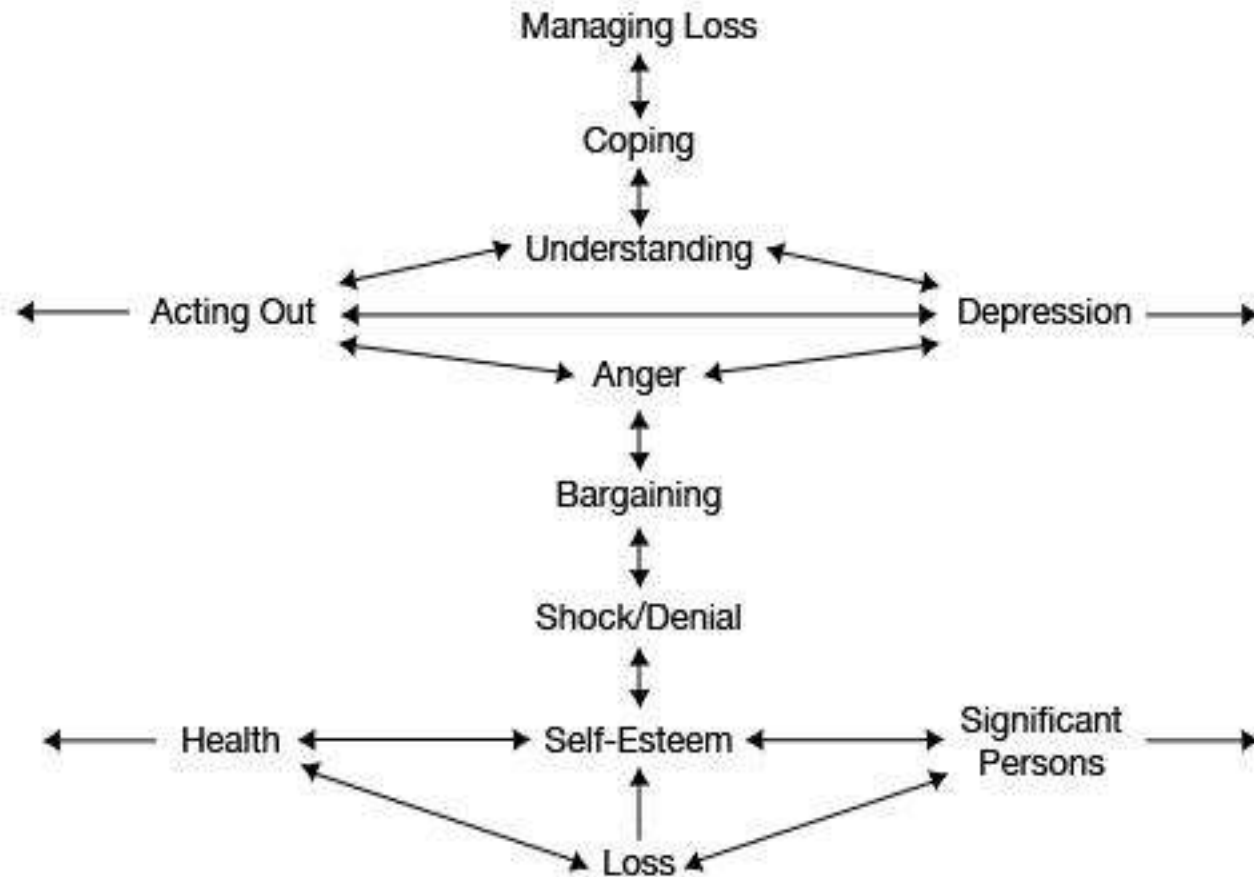 Managing Loss
Coping
Understanding
Acting Out
Depression
Anger
Bargaining
Shock/Denial
Health
Self-Esteem
Significant
Persons
Loss